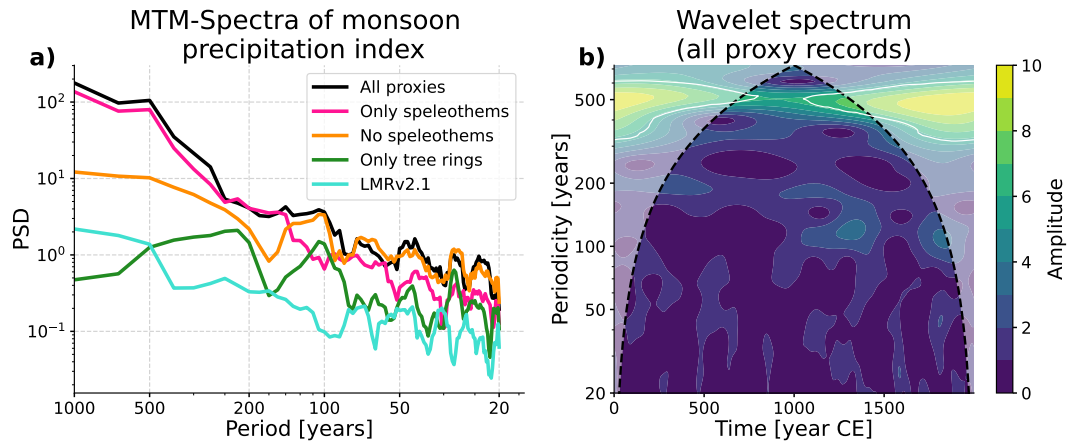 MTM-Spectra of monsoon
precipitation index
a)
All proxies
Only speleothems
No speleothems
Only tree rings
LMRv2.1
PSD
10²
10¹
10⁰
10⁻¹
1000 500 200 100 50 20
Period [years]
Wavelet spectrum
(all proxy records)
b)
Periodicity [years]
500
200
100
50
20
0 500 1000 1500
Time [year CE]
10
8
6
4
2
0
Amplitude